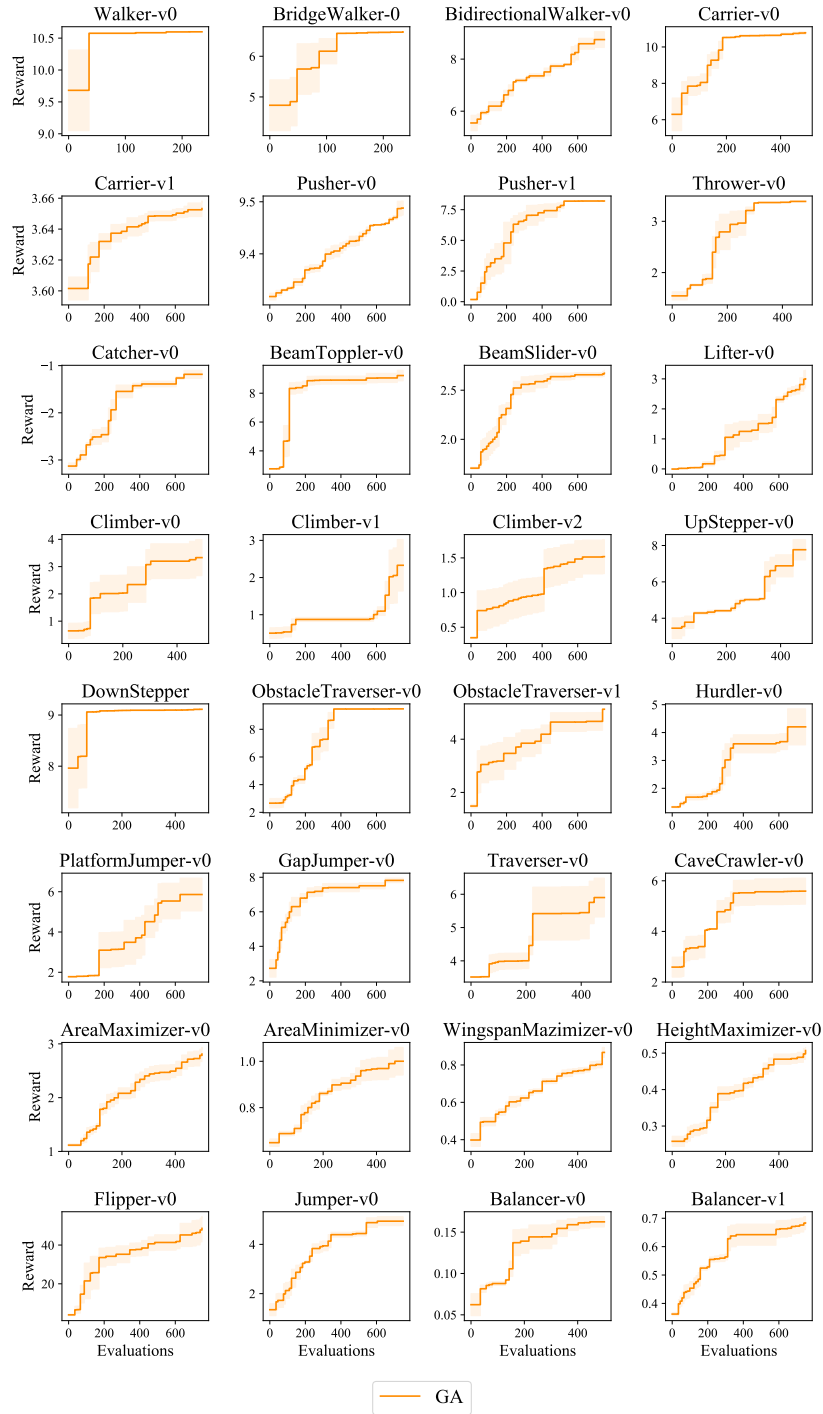 Walker-v0 BridgeWalker-0 BidirectionalWalker-v0 Carrier-v0
Reward
10.5
10.0
9.5
9.0
0 100 200
6
5
0 100 200
8
6
0 200 400 600
10
8
6
0 200 400
Carrier-v1 Pusher-v0 Pusher-v1 Thrower-v0
Reward
3.66
3.64
3.62
3.60
0 200 400 600
9.5
9.4
0 200 400 600
7.5
5.0
2.5
0.0
0 200 400 600
3
2
0 200 400
Catcher-v0 BeamToppler-v0 BeamSlider-v0 Lifter-v0
Reward
−1
−2
−3
0 200 400 600
8
6
4
0 200 400 600
2.5
2.0
0 200 400 600
3
2
1
0
0 200 400 600
Climber-v0 Climber-v1 Climber-v2 UpStepper-v0
Reward
4
3
2
1
0 200 400
3
2
1
0 200 400 600
1.5
1.0
0.5
0 200 400 600
8
6
4
0 200 400
DownStepper ObstacleTraverser-v0 ObstacleTraverser-v1 Hurdler-v0
Reward
9
8
0 200 400
8
6
4
2
0 200 400 600
4
2
0 200 400
5
4
3
2
0 200 400 600
PlatformJumper-v0 GapJumper-v0 Traverser-v0 CaveCrawler-v0
Reward
6
4
2
0 200 400 600
8
6
4
2
0 200 400 600
6
5
4
0 200 400
6
4
2
0 200 400 600
AreaMaximizer-v0 AreaMinimizer-v0 WingspanMazimizer-v0 HeightMaximizer-v0
Reward
3
2
1
0 200 400
1.0
0.8
0 200 400
0.8
0.6
0.4
0 200 400
0.5
0.4
0.3
0 200 400
Flipper-v0 Jumper-v0 Balancer-v0 Balancer-v1
Reward
40
20
0 200 400 600
4
2
0 200 400 600
0.15
0.10
0.05
0 200 400
0.7
0.6
0.5
0.4
0 200 400 600
Evaluations Evaluations Evaluations Evaluations
GA